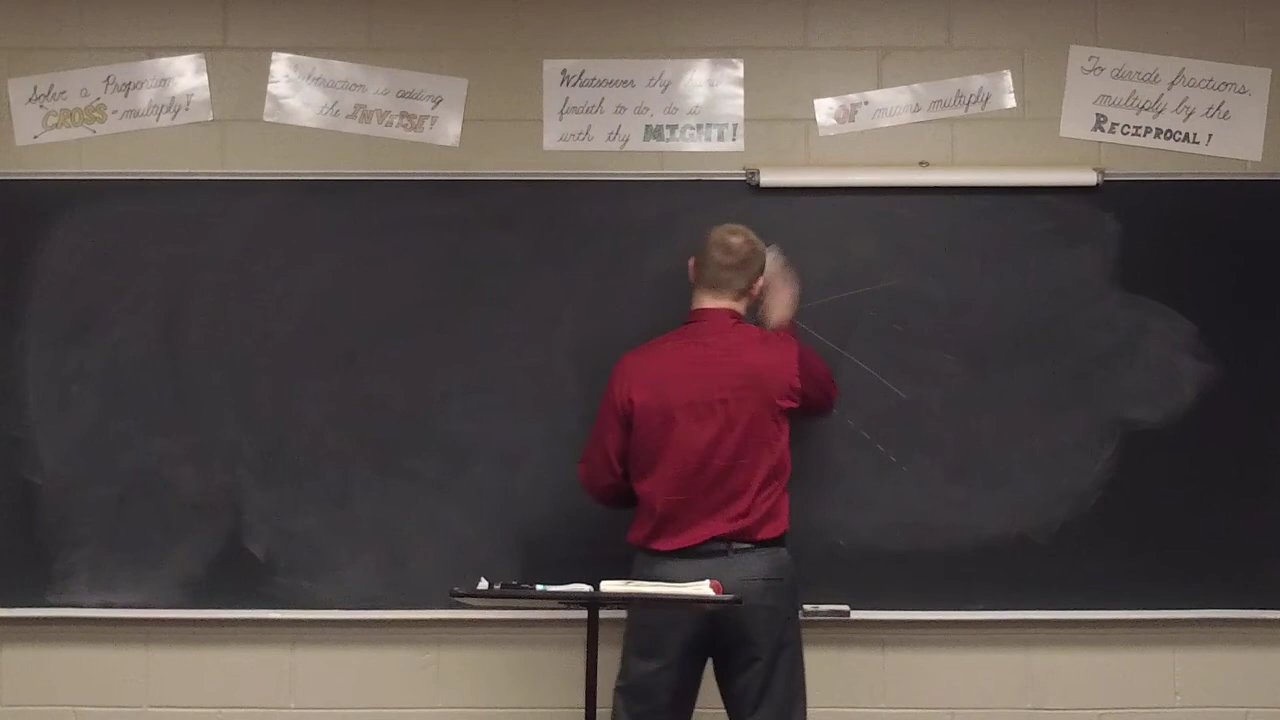 Solve a Proportion
CROSS-multiply!
Subtraction is adding
the INVERSE!
Whatsoever thy hand
findeth to do, do it
with thy MIGHT!
"OF" means multiply
To divide fractions,
multiply by the
RECIPROCAL!